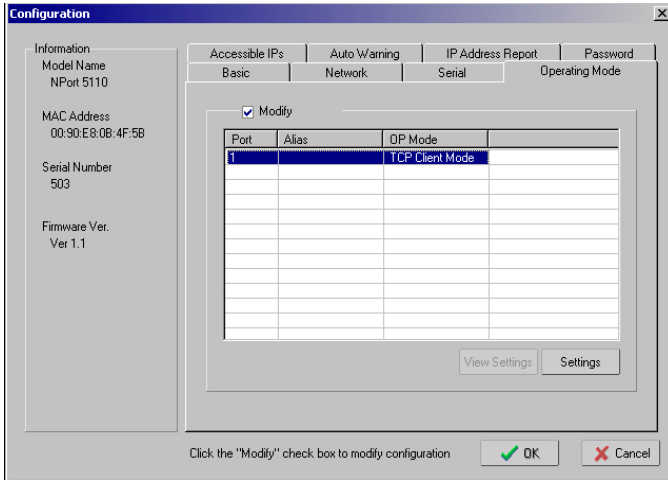 Configuration
Information
Model Name
NPort 5110
MAC Address
00:90:E8:0B:4F:5B
Serial Number
503
Firmware Ver.
Ver 1.1
Accessible IPs
Auto Warning
IP Address Report
Password
Basic
Network
Serial
Operating Mode
Modify
Port
Alias
OP Mode
1
TCP Client Mode
View Settings
Settings
Click the "Modify" check box to modify configuration
OK
Cancel